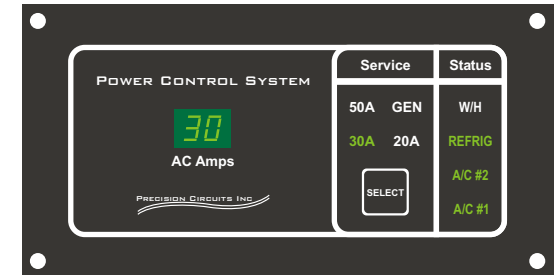 POWER CONTROL SYSTEM
30
AC Amps
PRECISION CIRCUITS INC
Service
50A GEN
30A 20A
SELECT
Status
W/H
REFRIG
A/C #2
A/C #1